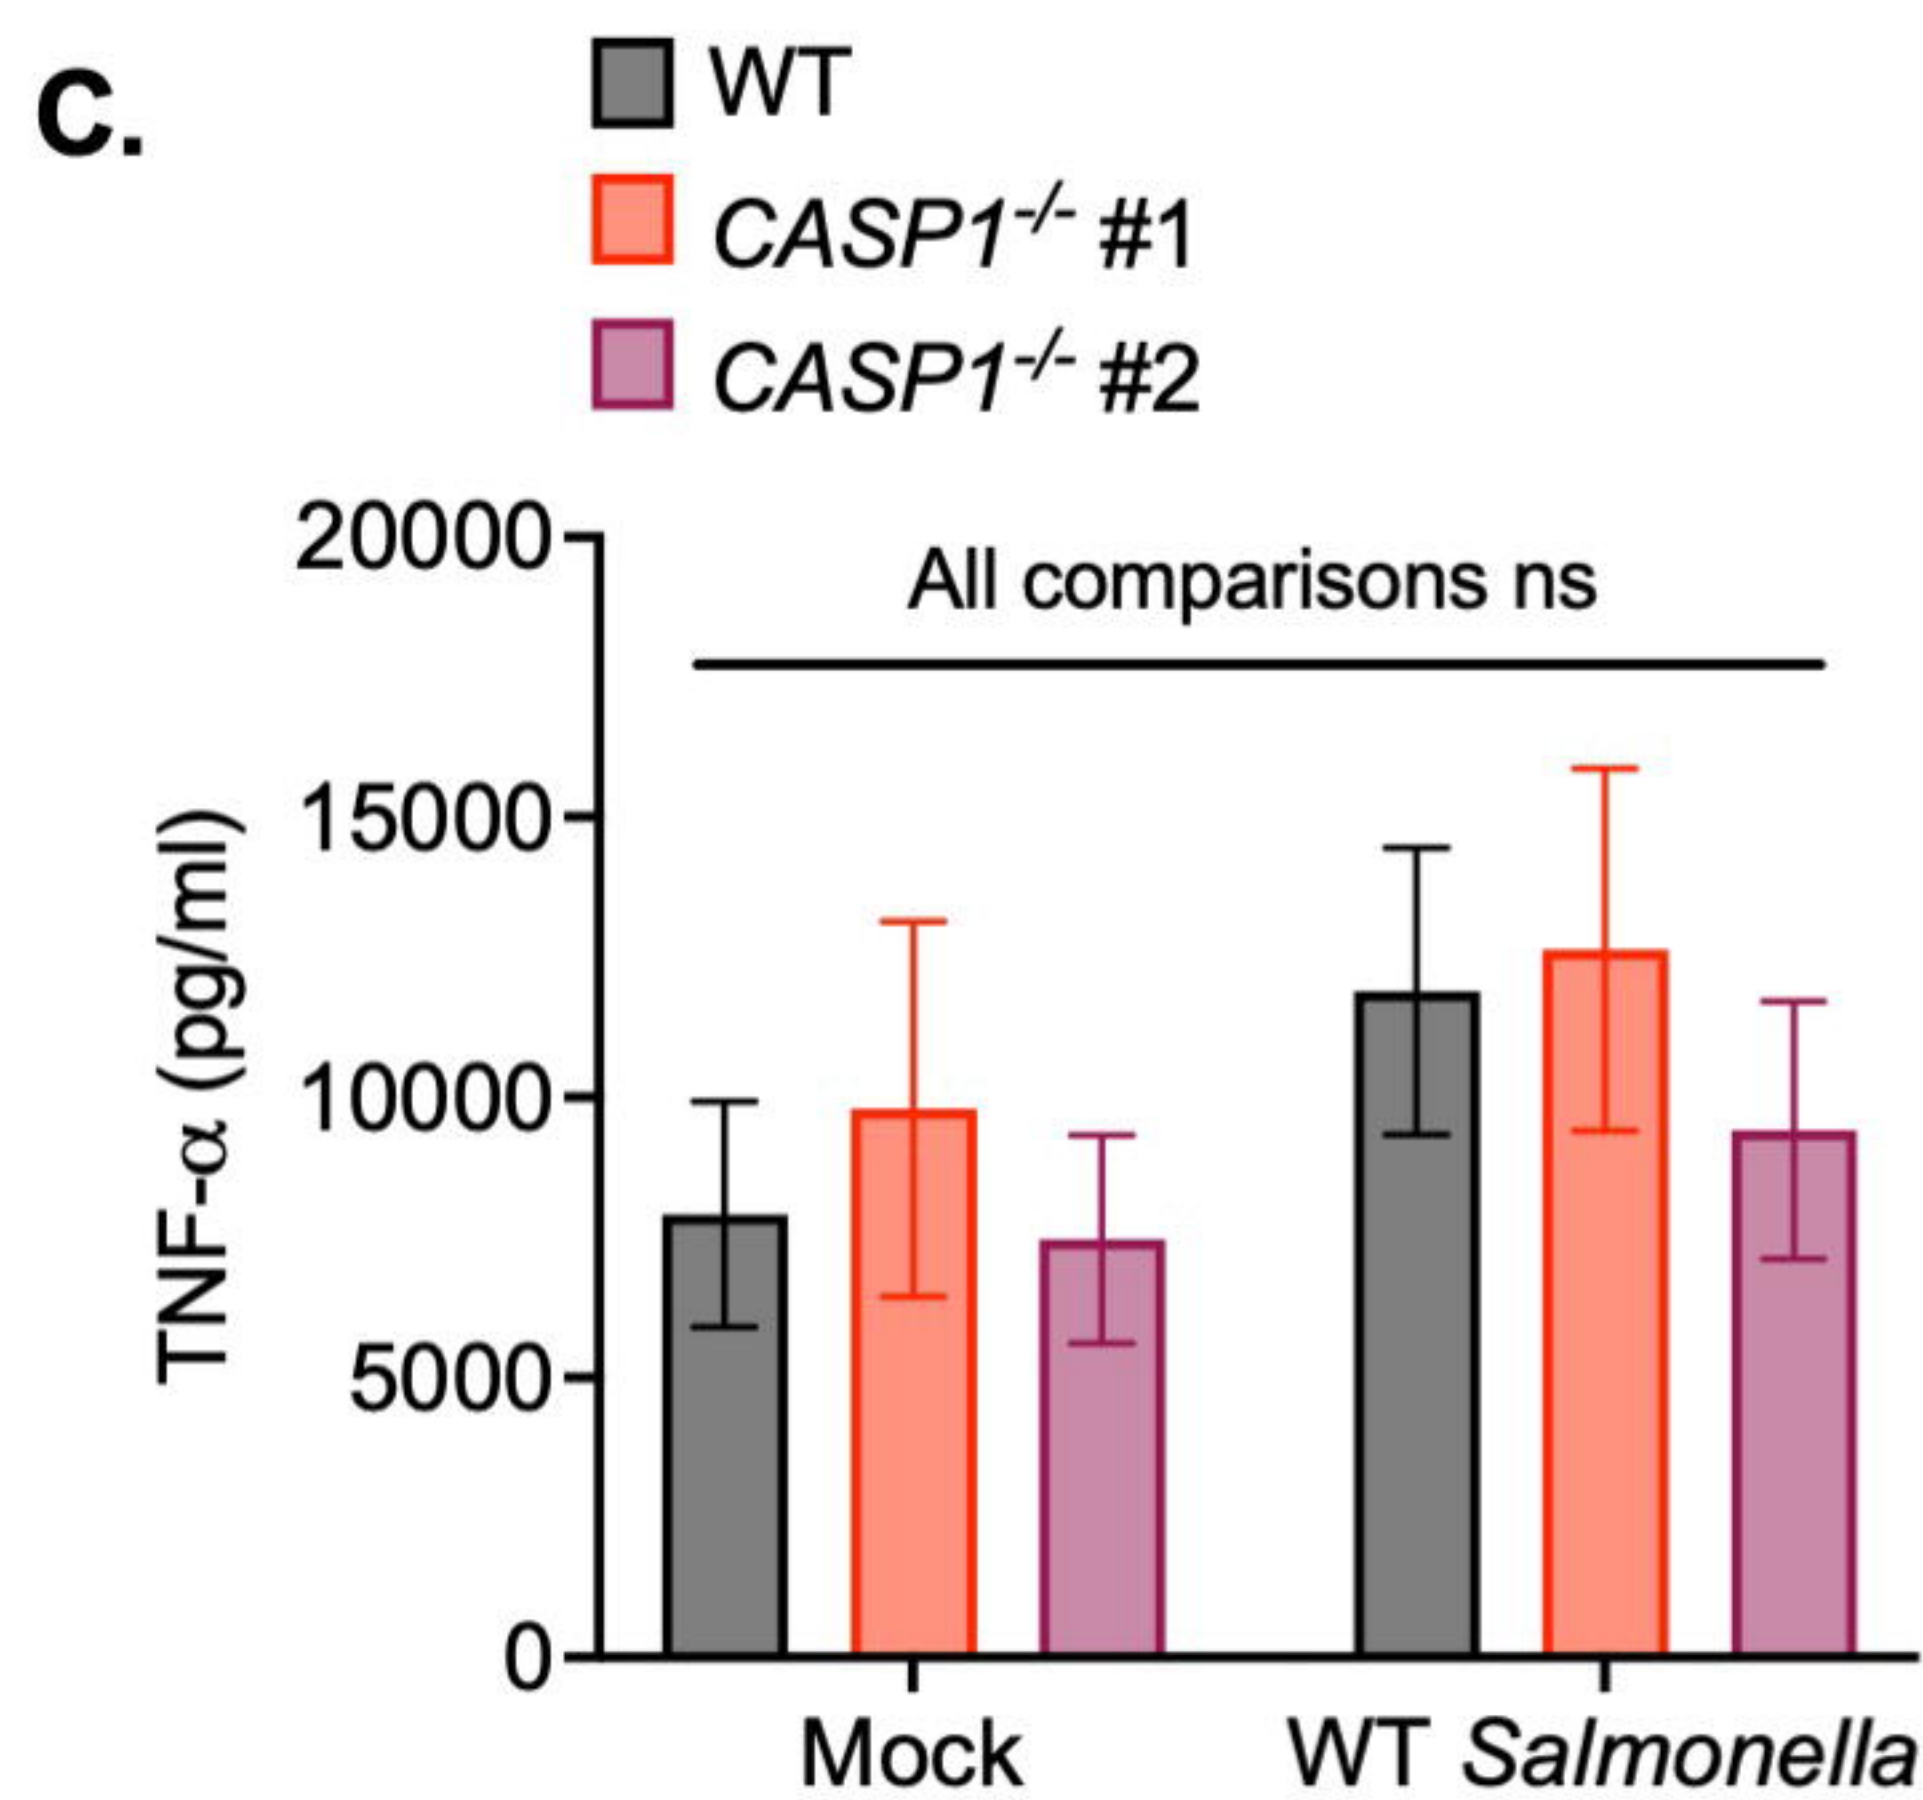 C.
WT
CASP1-/- #1
CASP1-/- #2
20000
All comparisons ns
15000
10000
5000
0
TNF-α (pg/ml)
Mock
WT Salmonella